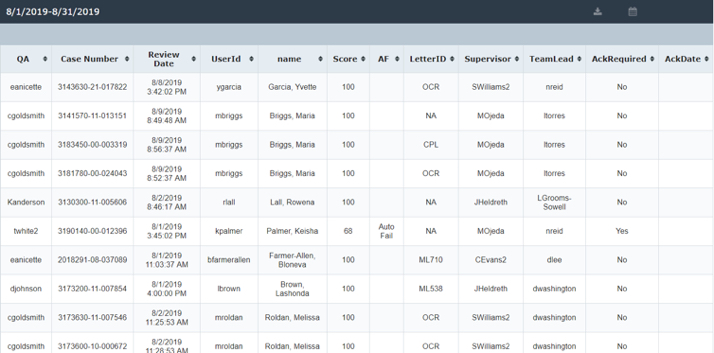 8/1/2019-8/31/2019
QA Case Number Review Date UserId name Score AF LetterID Supervisor TeamLead AckRequired AckDate
eanicette 3143630-21-017822 8/8/2019 3:42:02 PM ygarcia Garcia, Yvette 100 OCR SWilliams2 nreid No
cgoldsmith 3141570-11-013151 8/9/2019 8:49:48 AM mbriggs Briggs, Maria 100 NA MOjeda ltorres No
cgoldsmith 3183450-00-003319 8/9/2019 8:56:37 AM mbriggs Briggs, Maria 100 CPL MOjeda ltorres No
cgoldsmith 3181780-00-024043 8/9/2019 8:52:37 AM mbriggs Briggs, Maria 100 OCR MOjeda ltorres No
Kanderson 3130300-11-005606 8/2/2019 8:46:17 AM rlall Lall, Rowena 100 NA JHeldreth LGrooms-Sowell No
twhite2 3190140-00-012396 8/1/2019 3:45:02 PM kpalmer Palmer, Keisha 68 Auto Fail NA MOjeda nreid Yes
eanicette 2018291-08-037089 8/1/2019 11:03:37 AM bfarmerallen Farmer-Allen, Bloneva 100 ML710 CEvans2 dlee No
djohnson 3173200-11-007854 8/1/2019 4:00:00 PM lbrown Brown, Lashonda 100 ML538 JHeldreth dwashington No
cgoldsmith 3173630-11-007546 8/2/2019 11:25:53 AM mroldan Roldan, Melissa 100 OCR SWilliams2 dwashington No
cgoldsmith 3173600-10-000672 8/2/2019 11:28:53 AM mroldan Roldan, Melissa 100 OCR SWilliams2 dwashington No